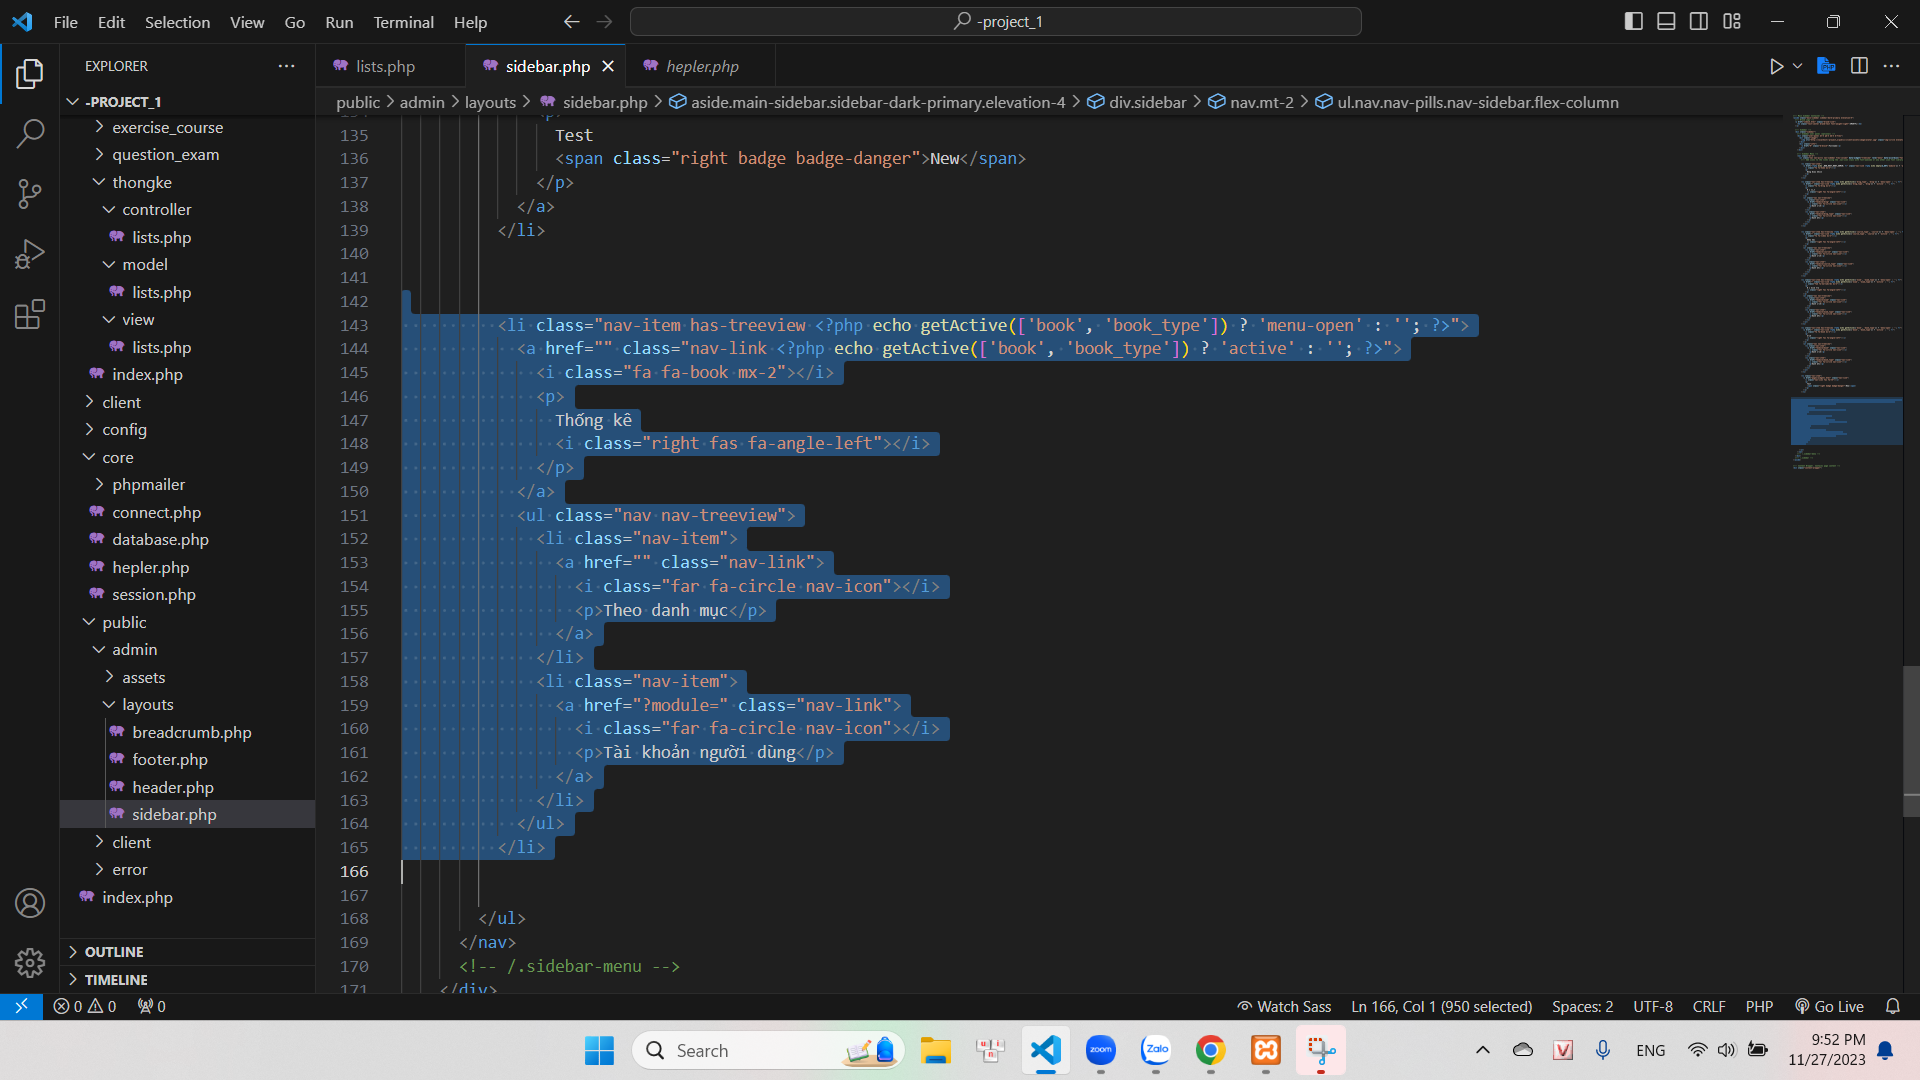 File Edit Selection View Go Run Terminal Help
-project_1
EXPLORER
-PROJECT_1
exercise_course
question_exam
thongke
controller
lists.php
model
lists.php
view
lists.php
index.php
client
config
core
phpmailer
connect.php
database.php
hepler.php
session.php
public
admin
assets
layouts
breadcrumb.php
footer.php
header.php
sidebar.php
client
error
index.php
OUTLINE
TIMELINE
lists.php
sidebar.php
hepler.php
public > admin > layouts > sidebar.php > aside.main-sidebar.sidebar-dark-primary.elevation-4 > div.sidebar > nav.mt-2 > ul.nav.nav-pills.nav-sidebar.flex-column
135 Test
136 <span class="right badge badge-danger">New</span>
137 </p>
138 </a>
139 </li>
140
141
142
143 <li class="nav-item has-treeview <?php echo getActive(['book', 'book_type']) ? 'menu-open' : ''; ?>">
144 <a href="" class="nav-link <?php echo getActive(['book', 'book_type']) ? 'active' : ''; ?>">
145 <i class="fa fa-book mx-2"></i>
146 <p>
147 Thống kê
148 <i class="right fas fa-angle-left"></i>
149 </p>
150 </a>
151 <ul class="nav nav-treeview">
152 <li class="nav-item">
153 <a href="" class="nav-link">
154 <i class="far fa-circle nav-icon"></i>
155 <p>Theo danh mục</p>
156 </a>
157 </li>
158 <li class="nav-item">
159 <a href="?module=" class="nav-link">
160 <i class="far fa-circle nav-icon"></i>
161 <p>Tài khoản người dùng</p>
162 </a>
163 </li>
164 </ul>
165 </li>
166
167
168 </ul>
169 </nav>
170 <!-- /.sidebar-menu -->
171 </div>
0 0 0
Watch Sass Ln 166, Col 1 (950 selected) Spaces: 2 UTF-8 CRLF PHP Go Live
Search
zoom
Zalo
ENG
9:52 PM
11/27/2023